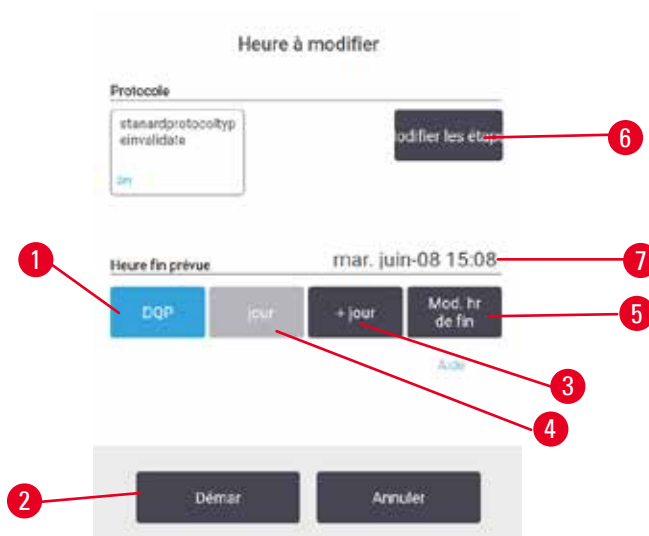 Heure à modifier
Protocole
stanardprotocoltyp
einvalidate
odifier les étap
6
1
Heure fin prévue
mar. juin-08 15:08
7
DQP
jour
+ jour
Mod. hr
de fin
5
Aide
3
4
2
Démar
Annuler